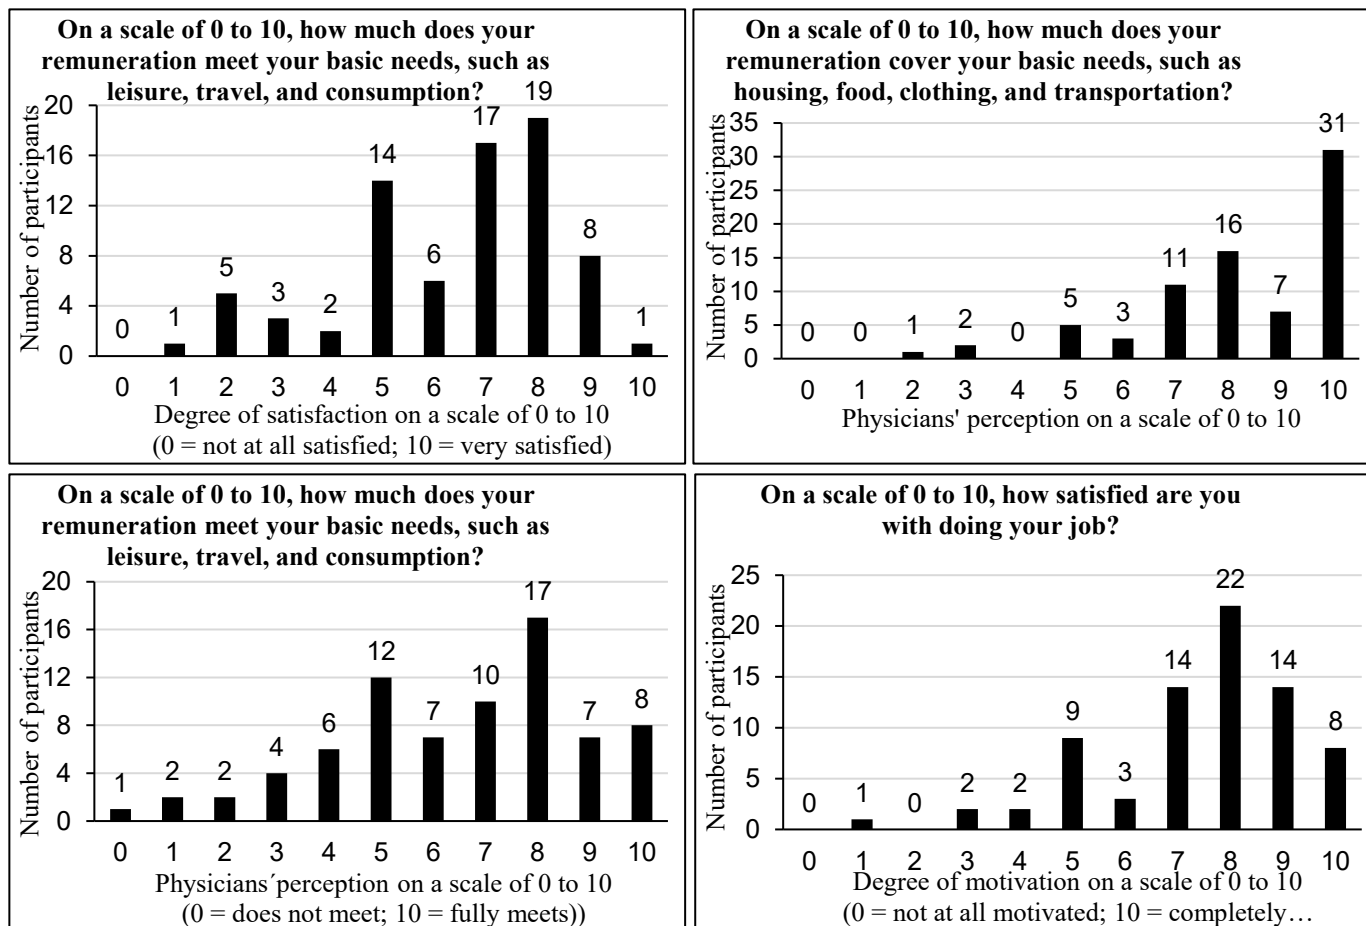 On a scale of 0 to 10, how much does your
remuneration meet your basic needs, such as
leisure, travel, and consumption?
Number of participants
20
16
12
8
4
0
0
1
5
3
2
14
6
17
19
8
1
0 1 2 3 4 5 6 7 8 9 10
Degree of satisfaction on a scale of 0 to 10
(0 = not at all satisfied; 10 = very satisfied)
On a scale of 0 to 10, how much does your
remuneration cover your basic needs, such as
housing, food, clothing, and transportation?
Number of participants
35
30
25
20
15
10
5
0
0
0
1
2
0
5
3
11
16
7
31
0 1 2 3 4 5 6 7 8 9 10
Physicians' perception on a scale of 0 to 10
On a scale of 0 to 10, how much does your
remuneration meet your basic needs, such as
leisure, travel, and consumption?
Number of participants
20
16
12
8
4
0
1
2
2
4
6
12
7
10
17
7
8
0 1 2 3 4 5 6 7 8 9 10
Physicians´perception on a scale of 0 to 10
(0 = does not meet; 10 = fully meets))
On a scale of 0 to 10, how satisfied are you
with doing your job?
Number of participants
25
20
15
10
5
0
0
1
0
2
2
9
3
14
22
14
8
0 1 2 3 4 5 6 7 8 9 10
Degree of motivation on a scale of 0 to 10
(0 = not at all motivated; 10 = completely…